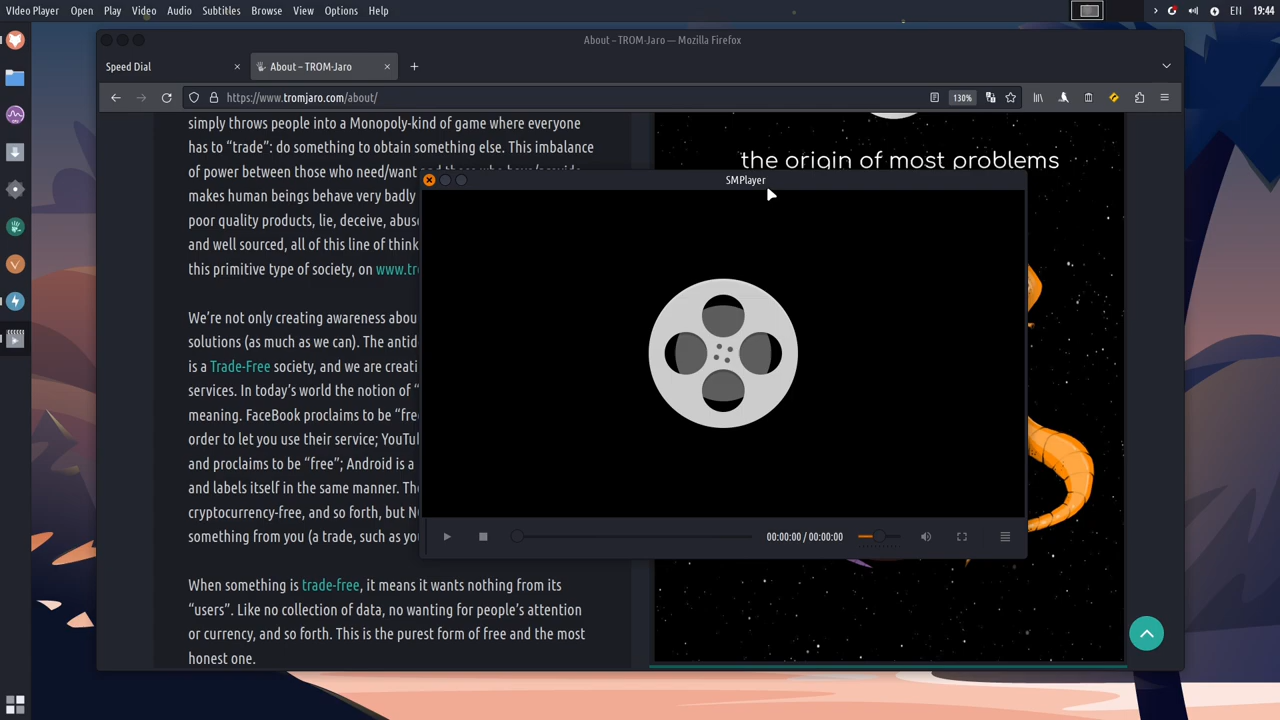 VIdeo Player Open Play Video Audio Subtitles Browse View Options Help EN 19:44
About – TROM-Jaro — Mozilla Firefox
Speed Dial × About – TROM-Jaro × +
https://www.tromjaro.com/about/ 130%
simply throws people into a Monopoly-kind of game where everyone
has to “trade”: do something to obtain something else. This imbalance
of power between those who need/want
makes human beings behave very badly
poor quality products, lie, deceive, abuse
and well sourced, all of this line of think
this primitive type of society, on www.tr
We’re not only creating awareness abou
solutions (as much as we can). The antid
is a Trade-Free society, and we are creati
services. In today’s world the notion of “
meaning. FaceBook proclaims to be “fre
order to let you use their service; YouTu
and proclaims to be “free”; Android is a
and labels itself in the same manner. The
cryptocurrency-free, and so forth, but N
something from you (a trade, such as you
When something is trade-free, it means it wants nothing from its
“users”. Like no collection of data, no wanting for people’s attention
or currency, and so forth. This is the purest form of free and the most
honest one.
the origin of most problems
SMPlayer
00:00:00 / 00:00:00